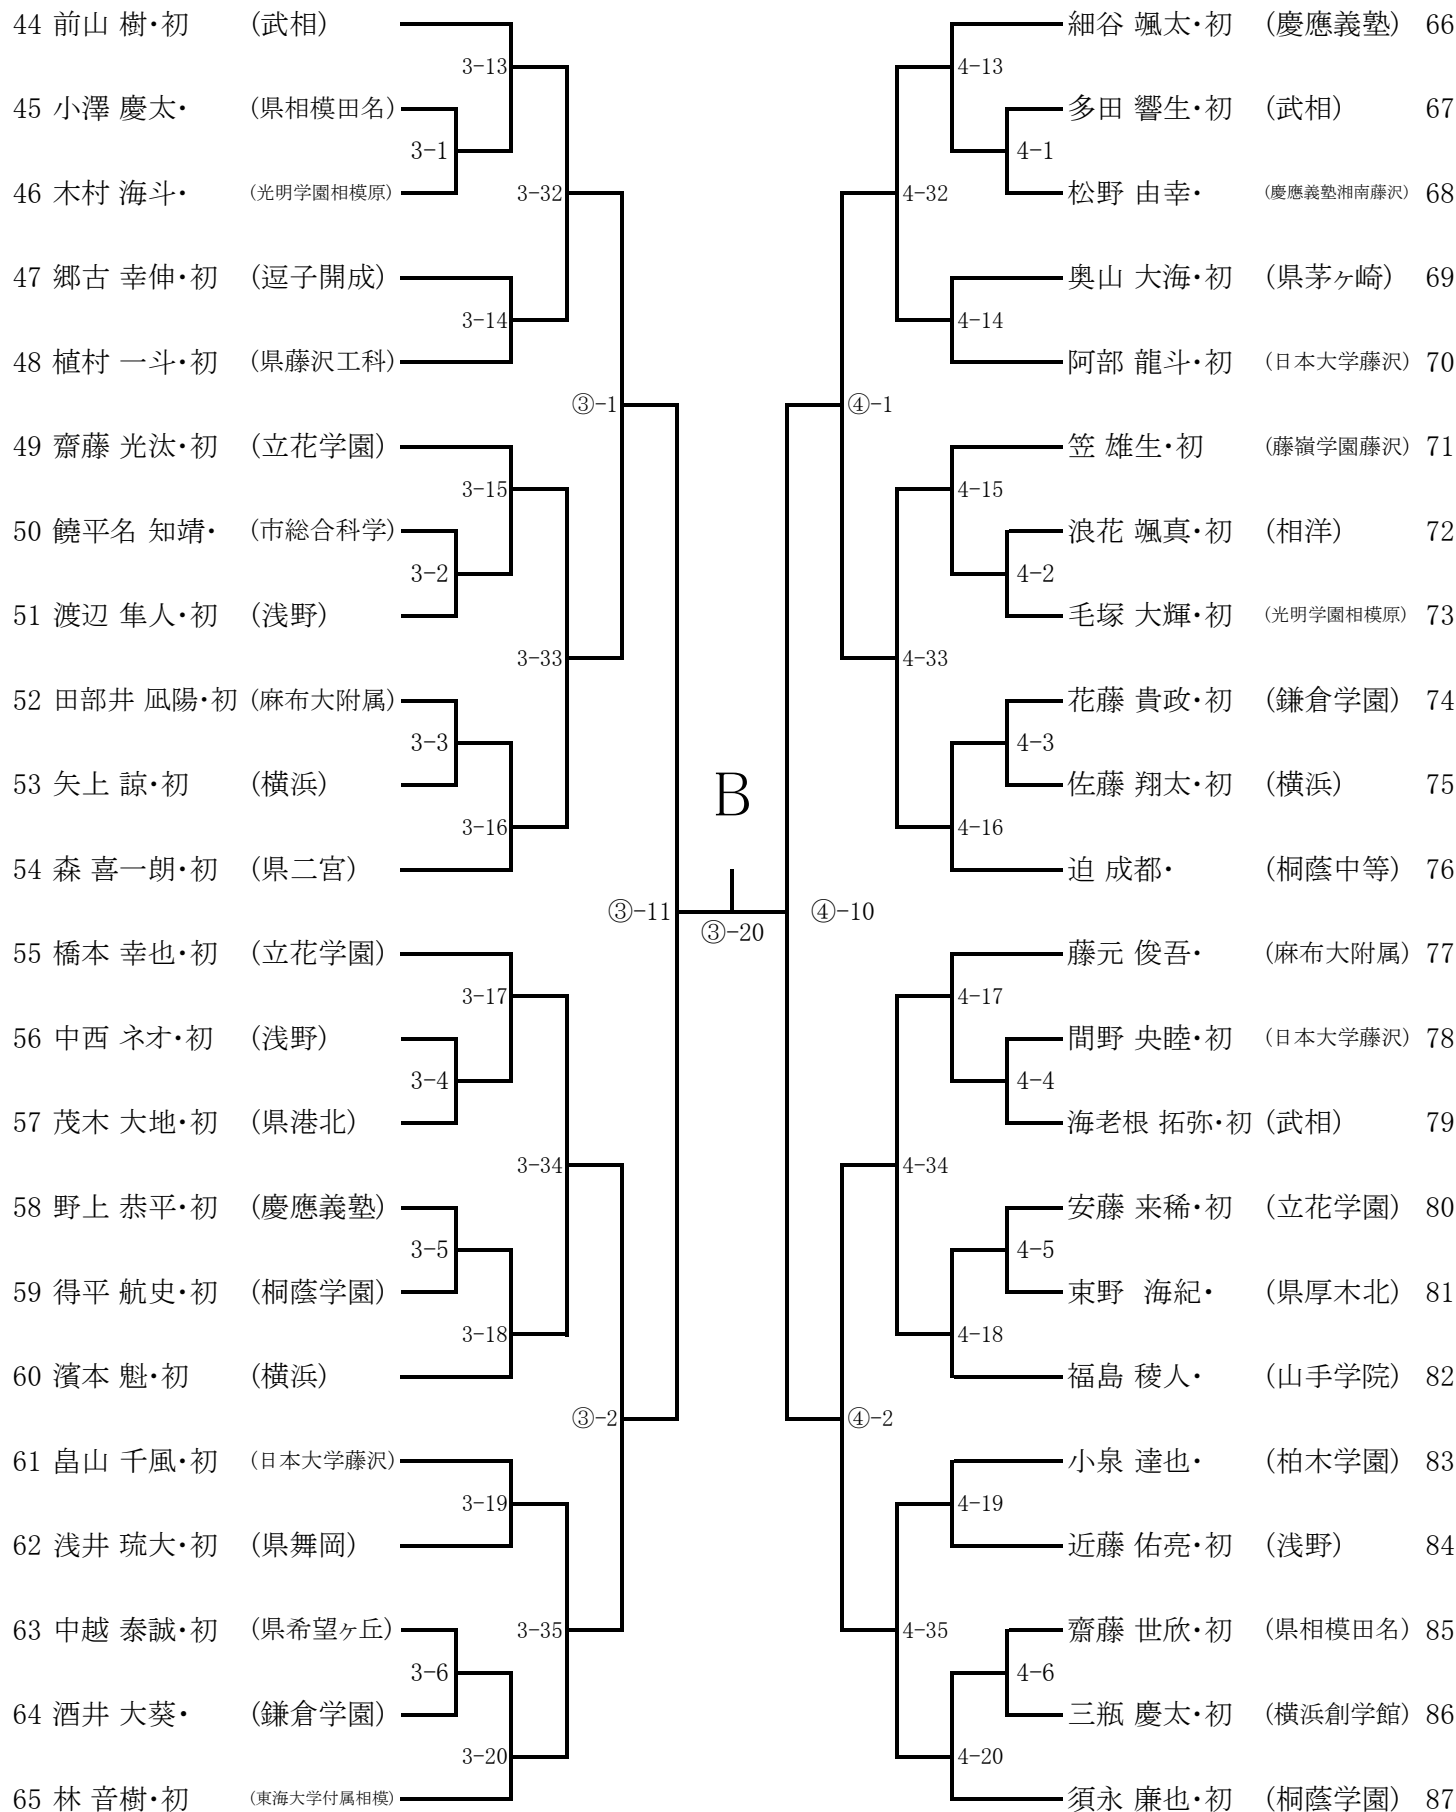 44 前山 樹・初 (武相)
3-13
45 小澤 慶太・ (県相模田名)
3-1
46 木村 海斗・ (光明学園相模原)
3-32
47 郷古 幸伸・初 (逗子開成)
3-14
48 植村 一斗・初 (県藤沢工科)
③-1
49 齋藤 光汰・初 (立花学園)
3-15
50 饒平名 知靖・ (市総合科学)
3-2
51 渡辺 隼人・初 (浅野)
3-33
52 田部井 凪陽・初 (麻布大附属)
3-3
53 矢上 諒・初 (横浜)
3-16
54 森 喜一朗・初 (県二宮)
③-11
55 橋本 幸也・初 (立花学園)
3-17
56 中西 ネオ・初 (浅野)
3-4
57 茂木 大地・初 (県港北)
3-34
58 野上 恭平・初 (慶應義塾)
3-5
59 得平 航史・初 (桐蔭学園)
3-18
60 濱本 魁・初 (横浜)
③-2
61 畠山 千風・初 (日本大学藤沢)
3-19
62 浅井 琉大・初 (県舞岡)
63 中越 泰誠・初 (県希望ヶ丘)
3-35
3-6
64 酒井 大葵・ (鎌倉学園)
3-20
65 林 音樹・初 (東海大学付属相模)
B
③-20
細谷 颯太・初 (慶應義塾) 66
4-13
多田 響生・初 (武相) 67
4-1
松野 由幸・ (慶應義塾湘南藤沢) 68
4-32
奥山 大海・初 (県茅ヶ崎) 69
4-14
阿部 龍斗・初 (日本大学藤沢) 70
④-1
笠 雄生・初 (藤嶺学園藤沢) 71
4-15
浪花 颯真・初 (相洋) 72
4-2
毛塚 大輝・初 (光明学園相模原) 73
4-33
花藤 貴政・初 (鎌倉学園) 74
4-3
佐藤 翔太・初 (横浜) 75
4-16
迫 成都・ (桐蔭中等) 76
④-10
藤元 俊吾・ (麻布大附属) 77
4-17
間野 央睦・初 (日本大学藤沢) 78
4-4
海老根 拓弥・初 (武相) 79
4-34
安藤 来稀・初 (立花学園) 80
4-5
東野 海紀・ (県厚木北) 81
4-18
福島 稜人・ (山手学院) 82
④-2
小泉 達也・ (柏木学園) 83
4-19
近藤 佑亮・初 (浅野) 84
齋藤 世欣・初 (県相模田名) 85
4-35
4-6
三瓶 慶太・初 (横浜創学館) 86
4-20
須永 廉也・初 (桐蔭学園) 87